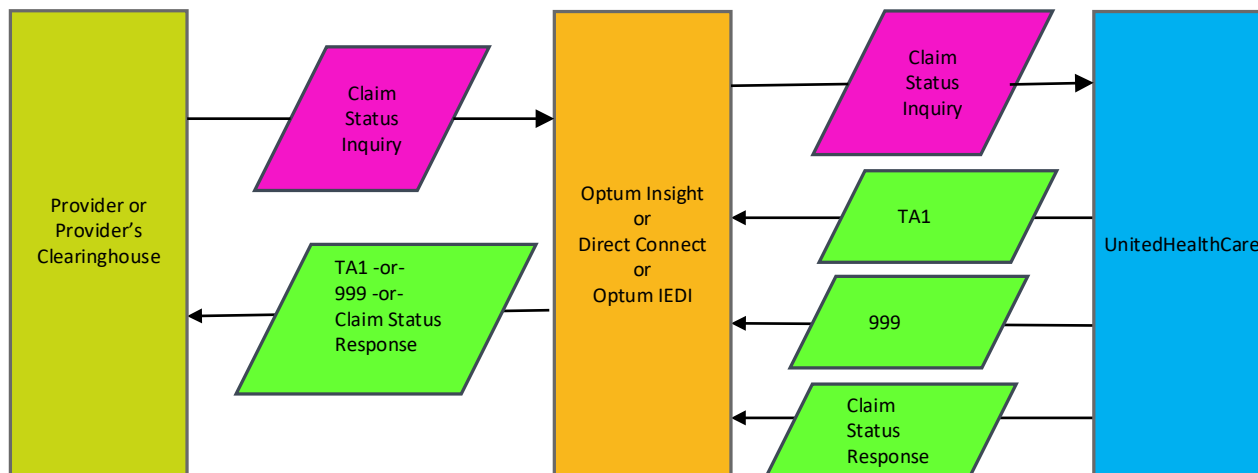 Provider or
Provider’s
Clearinghouse
Claim
Status
Inquiry
TA1 -or-
999 -or-
Claim Status
Response
Optum Insight
or
Direct Connect
or
Optum IEDI
Claim
Status
Inquiry
TA1
999
Claim
Status
Response
UnitedHealthCare